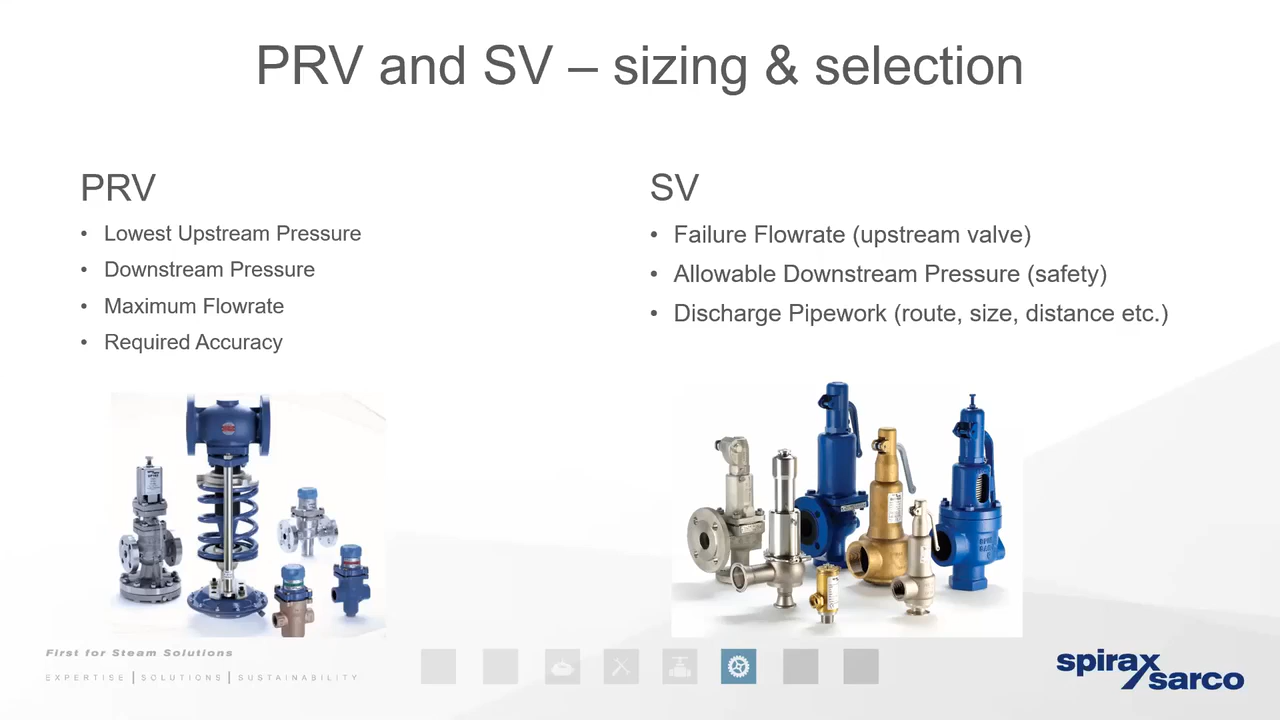 PRV and SV – sizing & selection
PRV
• Lowest Upstream Pressure
• Downstream Pressure
• Maximum Flowrate
• Required Accuracy
SV
• Failure Flowrate (upstream valve)
• Allowable Downstream Pressure (safety)
• Discharge Pipework (route, size, distance etc.)
First for Steam Solutions
EXPERTISE | SOLUTIONS | SUSTAINABILITY
spirax
sarco